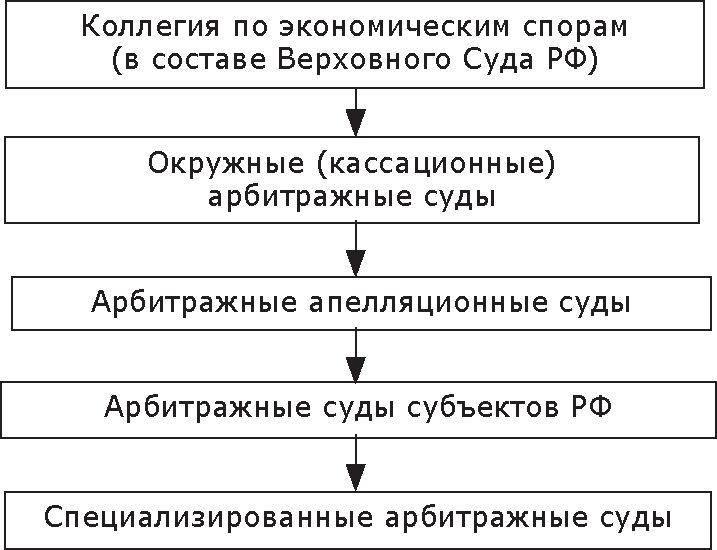 Коллегия по экономическим спорам
(в составе Верховного Суда РФ)
Окружные (кассационные)
арбитражные суды
Арбитражные апелляционные суды
Арбитражные суды субъектов РФ
Специализированные арбитражные суды